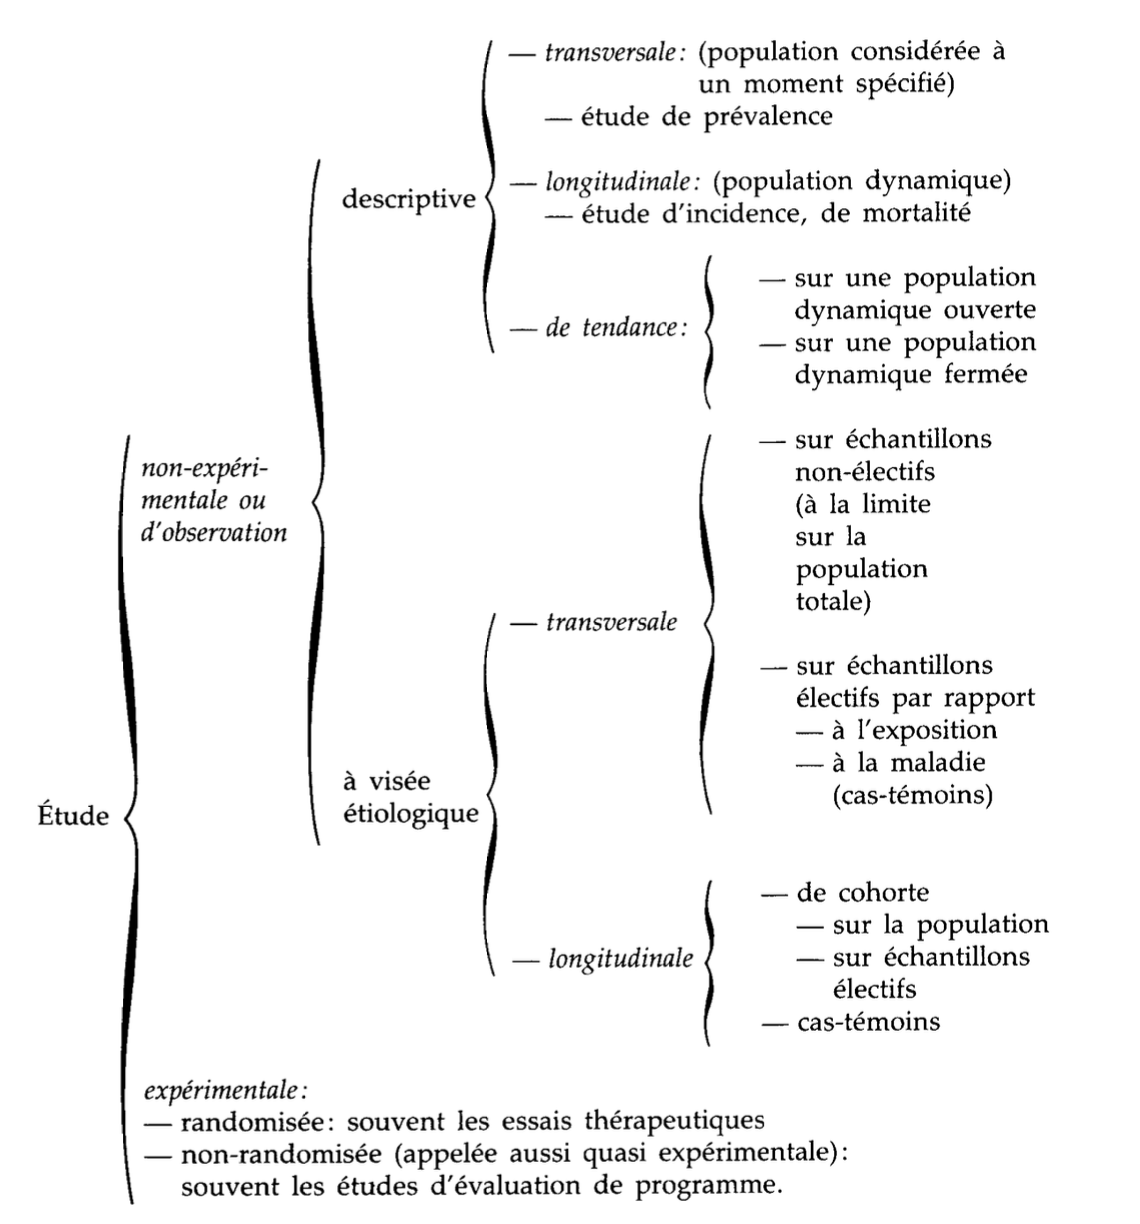 — transversale : (population considérée à
un moment spécifié)
— étude de prévalence
descriptive
— longitudinale : (population dynamique)
— étude d'incidence, de mortalité
— de tendance :
— sur une population
dynamique ouverte
— sur une population
dynamique fermée
non-expéri-
mentale ou
d'observation
— sur échantillons
non-électifs
(à la limite
sur la
population
totale)
— transversale
— sur échantillons
électifs par rapport
— à l'exposition
— à la maladie
(cas-témoins)
à visée
étiologique
Étude
— de cohorte
— sur la population
— sur échantillons
électifs
— longitudinale
— cas-témoins
expérimentale :
— randomisée : souvent les essais thérapeutiques
— non-randomisée (appelée aussi quasi expérimentale) :
souvent les études d'évaluation de programme.